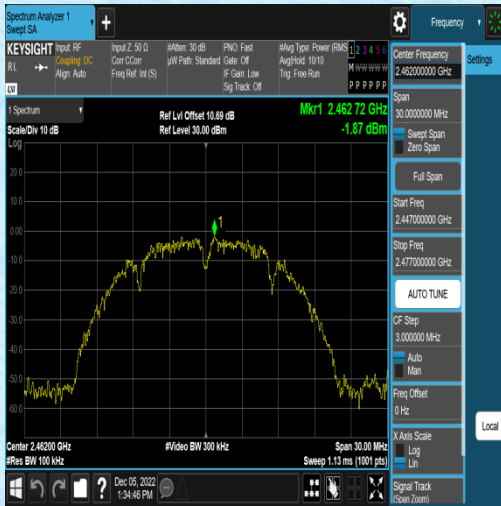 Spectrum Analyzer 1
Swept SA
+
Frequency
KEYSIGHT
Input: RF
Coupling: DC
Align: Auto
Input Z: 50 Ω
Corr CCorr
Freq Ref: Int (S)
#Atten: 30 dB
µW Path: Standard
PNO: Fast
Gate: Off
IF Gain: Low
Sig Track: Off
#Avg Type: Power (RMS
Avg|Hold: 10/10
Trig: Free Run
1 2 3 4 5 6
M W W W W W
P P P P P P
R L
LXI
1 Spectrum
Scale/Div 10 dB
Log
Ref Lvl Offset 10.69 dB
Ref Level 30.00 dBm
Mkr1 2.462 72 GHz
-1.87 dBm
1
20.0
10.0
0.00
-10.0
-20.0
-30.0
-40.0
-50.0
-60.0
Center 2.46200 GHz
#Res BW 100 kHz
#Video BW 300 kHz
Span 30.00 MHz
Sweep 1.13 ms (1001 pts)
Dec 05, 2022
1:34:46 PM
?
Center Frequency
2.462000000 GHz
Settings
Span
30.0000000 MHz
Swept Span
Zero Span
Full Span
Start Freq
2.447000000 GHz
Stop Freq
2.477000000 GHz
AUTO TUNE
CF Step
3.000000 MHz
Auto
Man
Freq Offset
0 Hz
X Axis Scale
Log
Lin
Local
Signal Track
(Span Zoom)